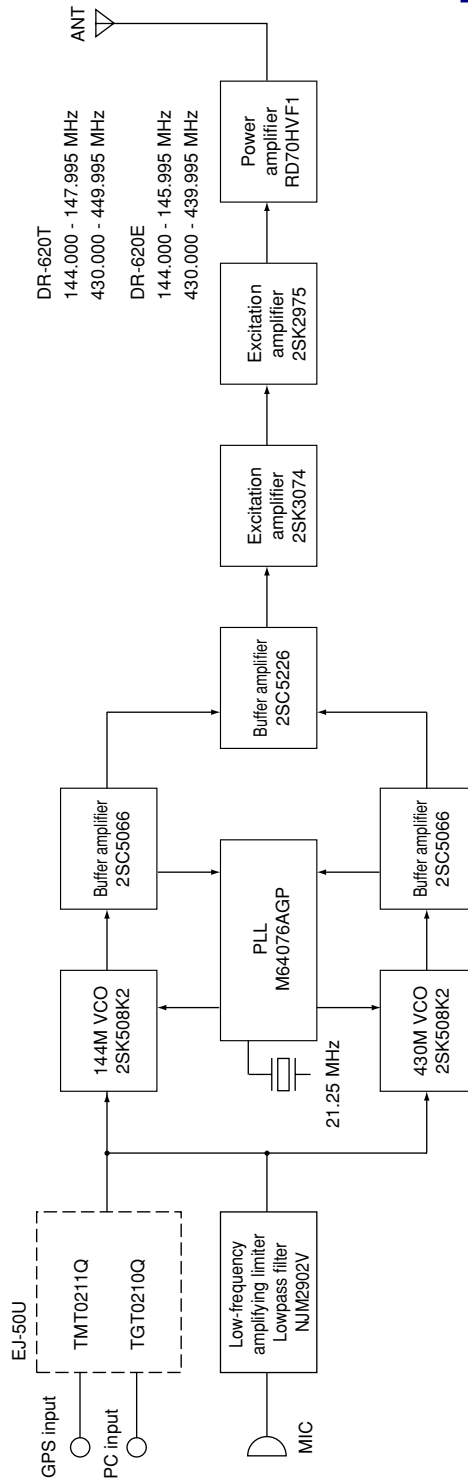 EJ-50U
GPS input
PC input
TMT0211Q
TGT0210Q
MIC
Low-frequency
amplifying limiter
Lowpass filter
NJM2902V
144M VCO
2SK508K2
Buffer amplifier
2SC5066
PLL
M64076AGP
21.25 MHz
430M VCO
2SK508K2
Buffer amplifier
2SC5066
Buffer amplifier
2SC5226
Excitation
amplifier
2SK3074
Excitation
amplifier
2SK2975
Power
amplifier
RD70HVF1
ANT
DR-620T
144.000 - 147.995 MHz
430.000 - 449.995 MHz
DR-620E
144.000 - 145.995 MHz
430.000 - 439.995 MHz